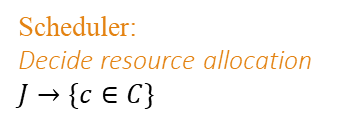 Scheduler:
Decide resource allocation
J → {c ∈ C}